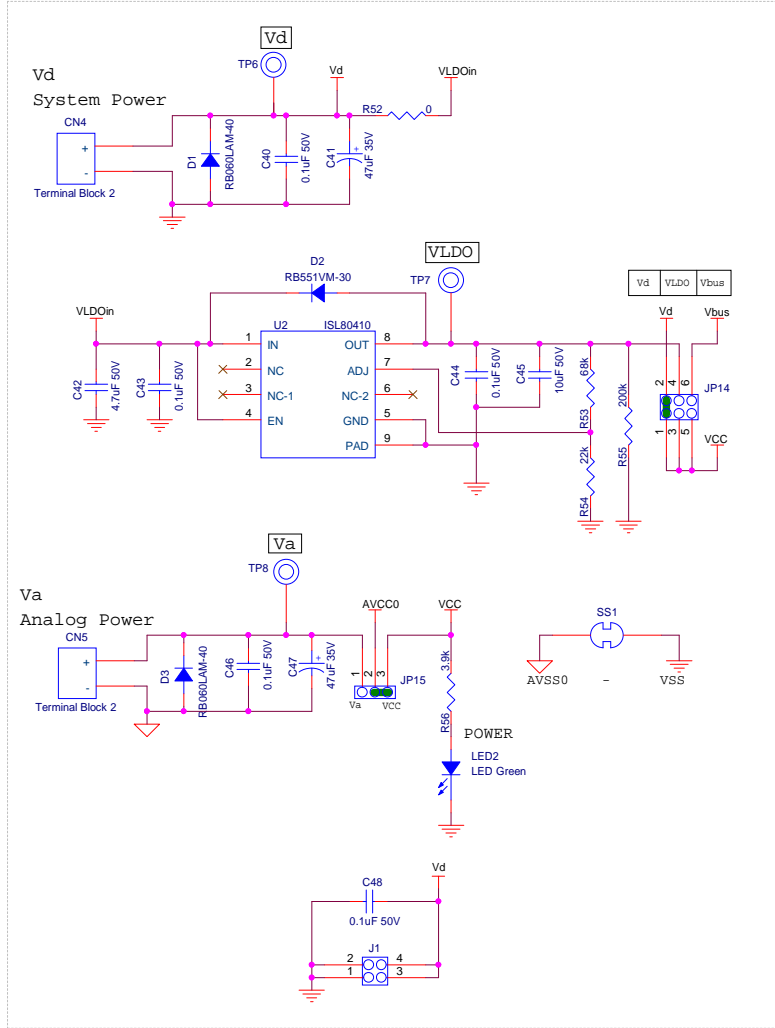 Vd
TP6
Vd
VLDOin
Vd
System Power
R52
0
CN4
+
-
Terminal Block 2
D1
RB060LAM-40
C40
0.1uF 50V
C41
+
47uF 35V
D2
RB551VM-30
VLDO
TP7
Vd VLDO Vbus
VLDOin
U2
ISL80410
1 IN
OUT 8
2 NC
ADJ 7
3 NC-1
NC-2 6
4 EN
GND 5
PAD 9
C42
4.7uF 50V
C43
0.1uF 50V
C44
0.1uF 50V
C45
10uF 50V
68k
R53
22k
R54
200k
R55
Vd
Vbus
2 4 6
JP14
1 3 5
VCC
Va
TP8
Va
Analog Power
CN5
+
-
Terminal Block 2
D3
RB060LAM-40
C46
0.1uF 50V
C47
+
47uF 35V
AVCC0
VCC
1 2 3
JP15
Va VCC
3.9k
R56
POWER
LED2
LED Green
SS1
AVSS0 - VSS
Vd
C48
0.1uF 50V
J1
2 4
1 3